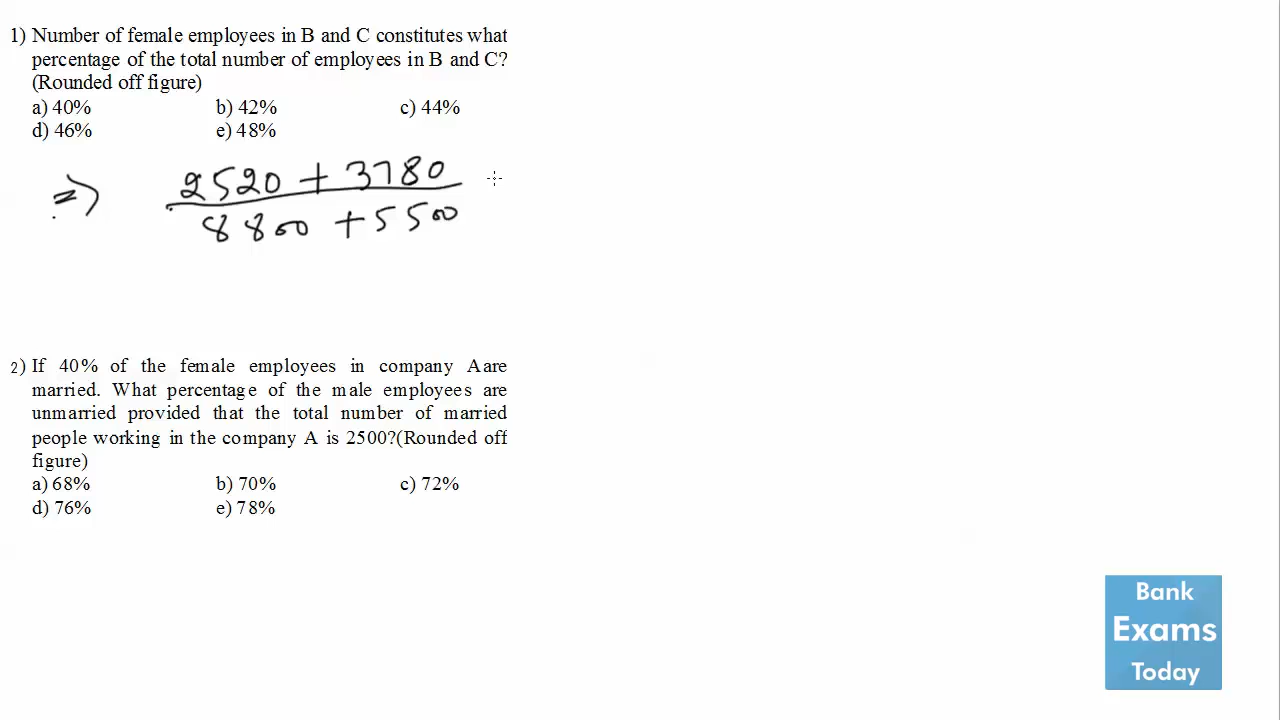 1) Number of female employees in B and C constitutes what
percentage of the total number of employees in B and C?
(Rounded off figure)
a) 40% b) 42% c) 44%
d) 46% e) 48%
=> 2520 + 3780
8800 + 5500
2) If 40% of the female employees in company A are
married. What percentage of the male employees are
unmarried provided that the total number of married
people working in the company A is 2500?(Rounded off
figure)
a) 68% b) 70% c) 72%
d) 76% e) 78%
Bank
Exams
Today